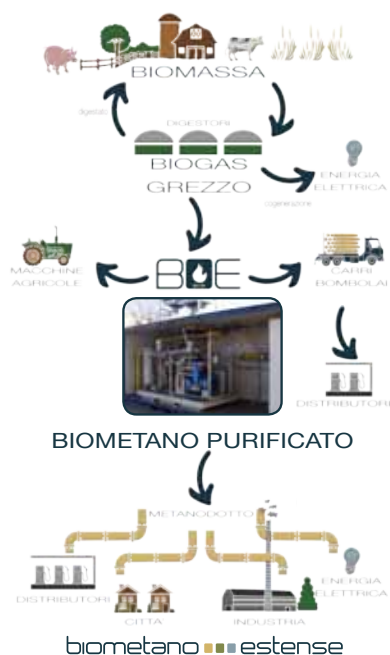 BIOMASSA
digestato
DIGESTORI
BIOGAS
GREZZO
ENERGIA
ELETTRICA
cogenerazione
MACCHINE
AGRICOLE
BE
CARRI
BOMBOLAI
DISTRIBUTORI
BIOMETANO PURIFICATO
METANODOTTO
DISTRIBUTORI
CITTÀ
INDUSTRIA
ENERGIA
ELETTRICA
biometano estense